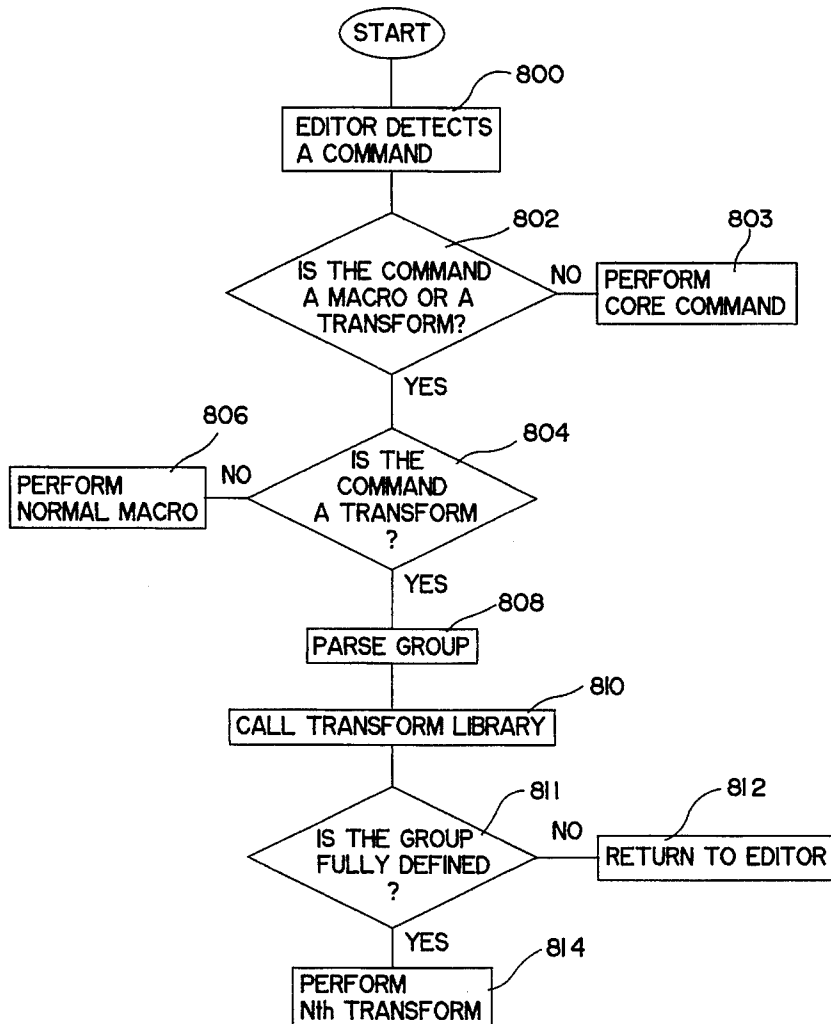 START
800
EDITOR DETECTS
A COMMAND
802
IS THE COMMAND
A MACRO OR A
TRANSFORM?
NO
803
PERFORM
CORE COMMAND
YES
804
IS THE
COMMAND
A TRANSFORM
?
NO
806
PERFORM
NORMAL MACRO
YES
808
PARSE GROUP
810
CALL TRANSFORM LIBRARY
811
IS THE GROUP
FULLY DEFINED
?
NO
812
RETURN TO EDITOR
YES
814
PERFORM
Nth TRANSFORM